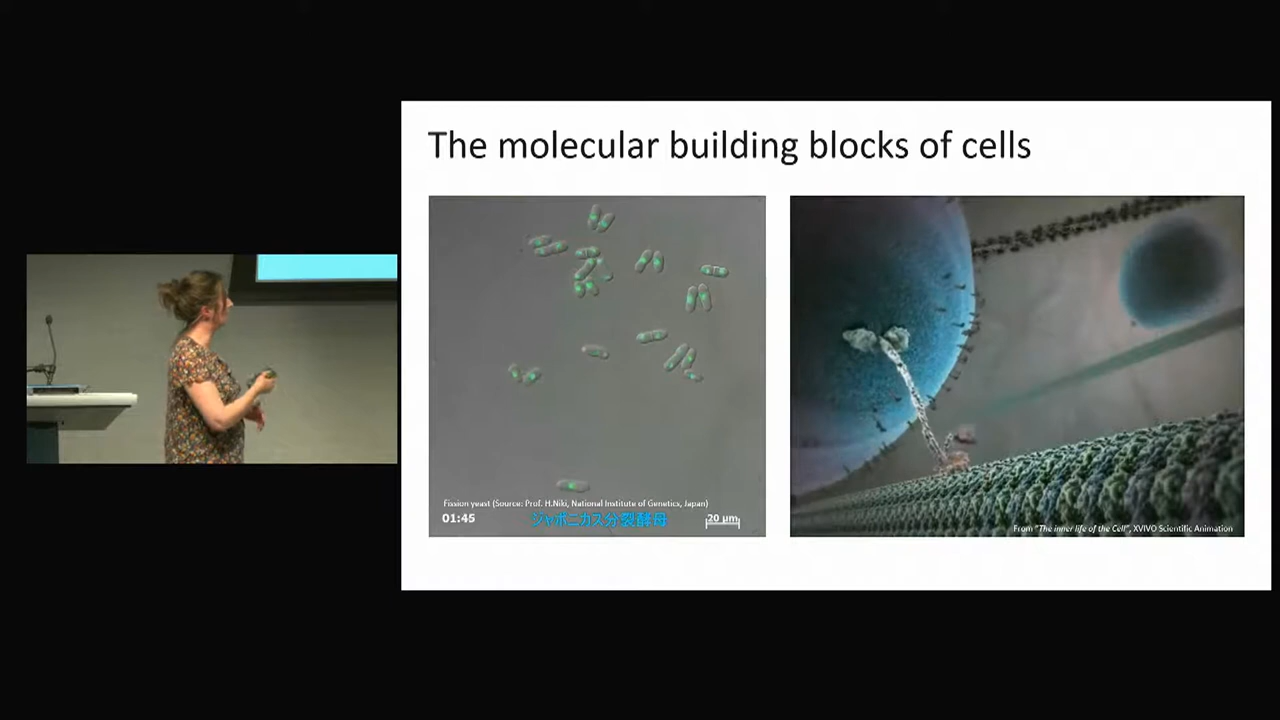 The molecular building blocks of cells
Fission yeast (Source: Prof. H.Niki, National Institute of Genetics, Japan)
01:45
ジャポニカス分裂酵母
20 µm
From "The inner life of the Cell", XVIVO Scientific Animation